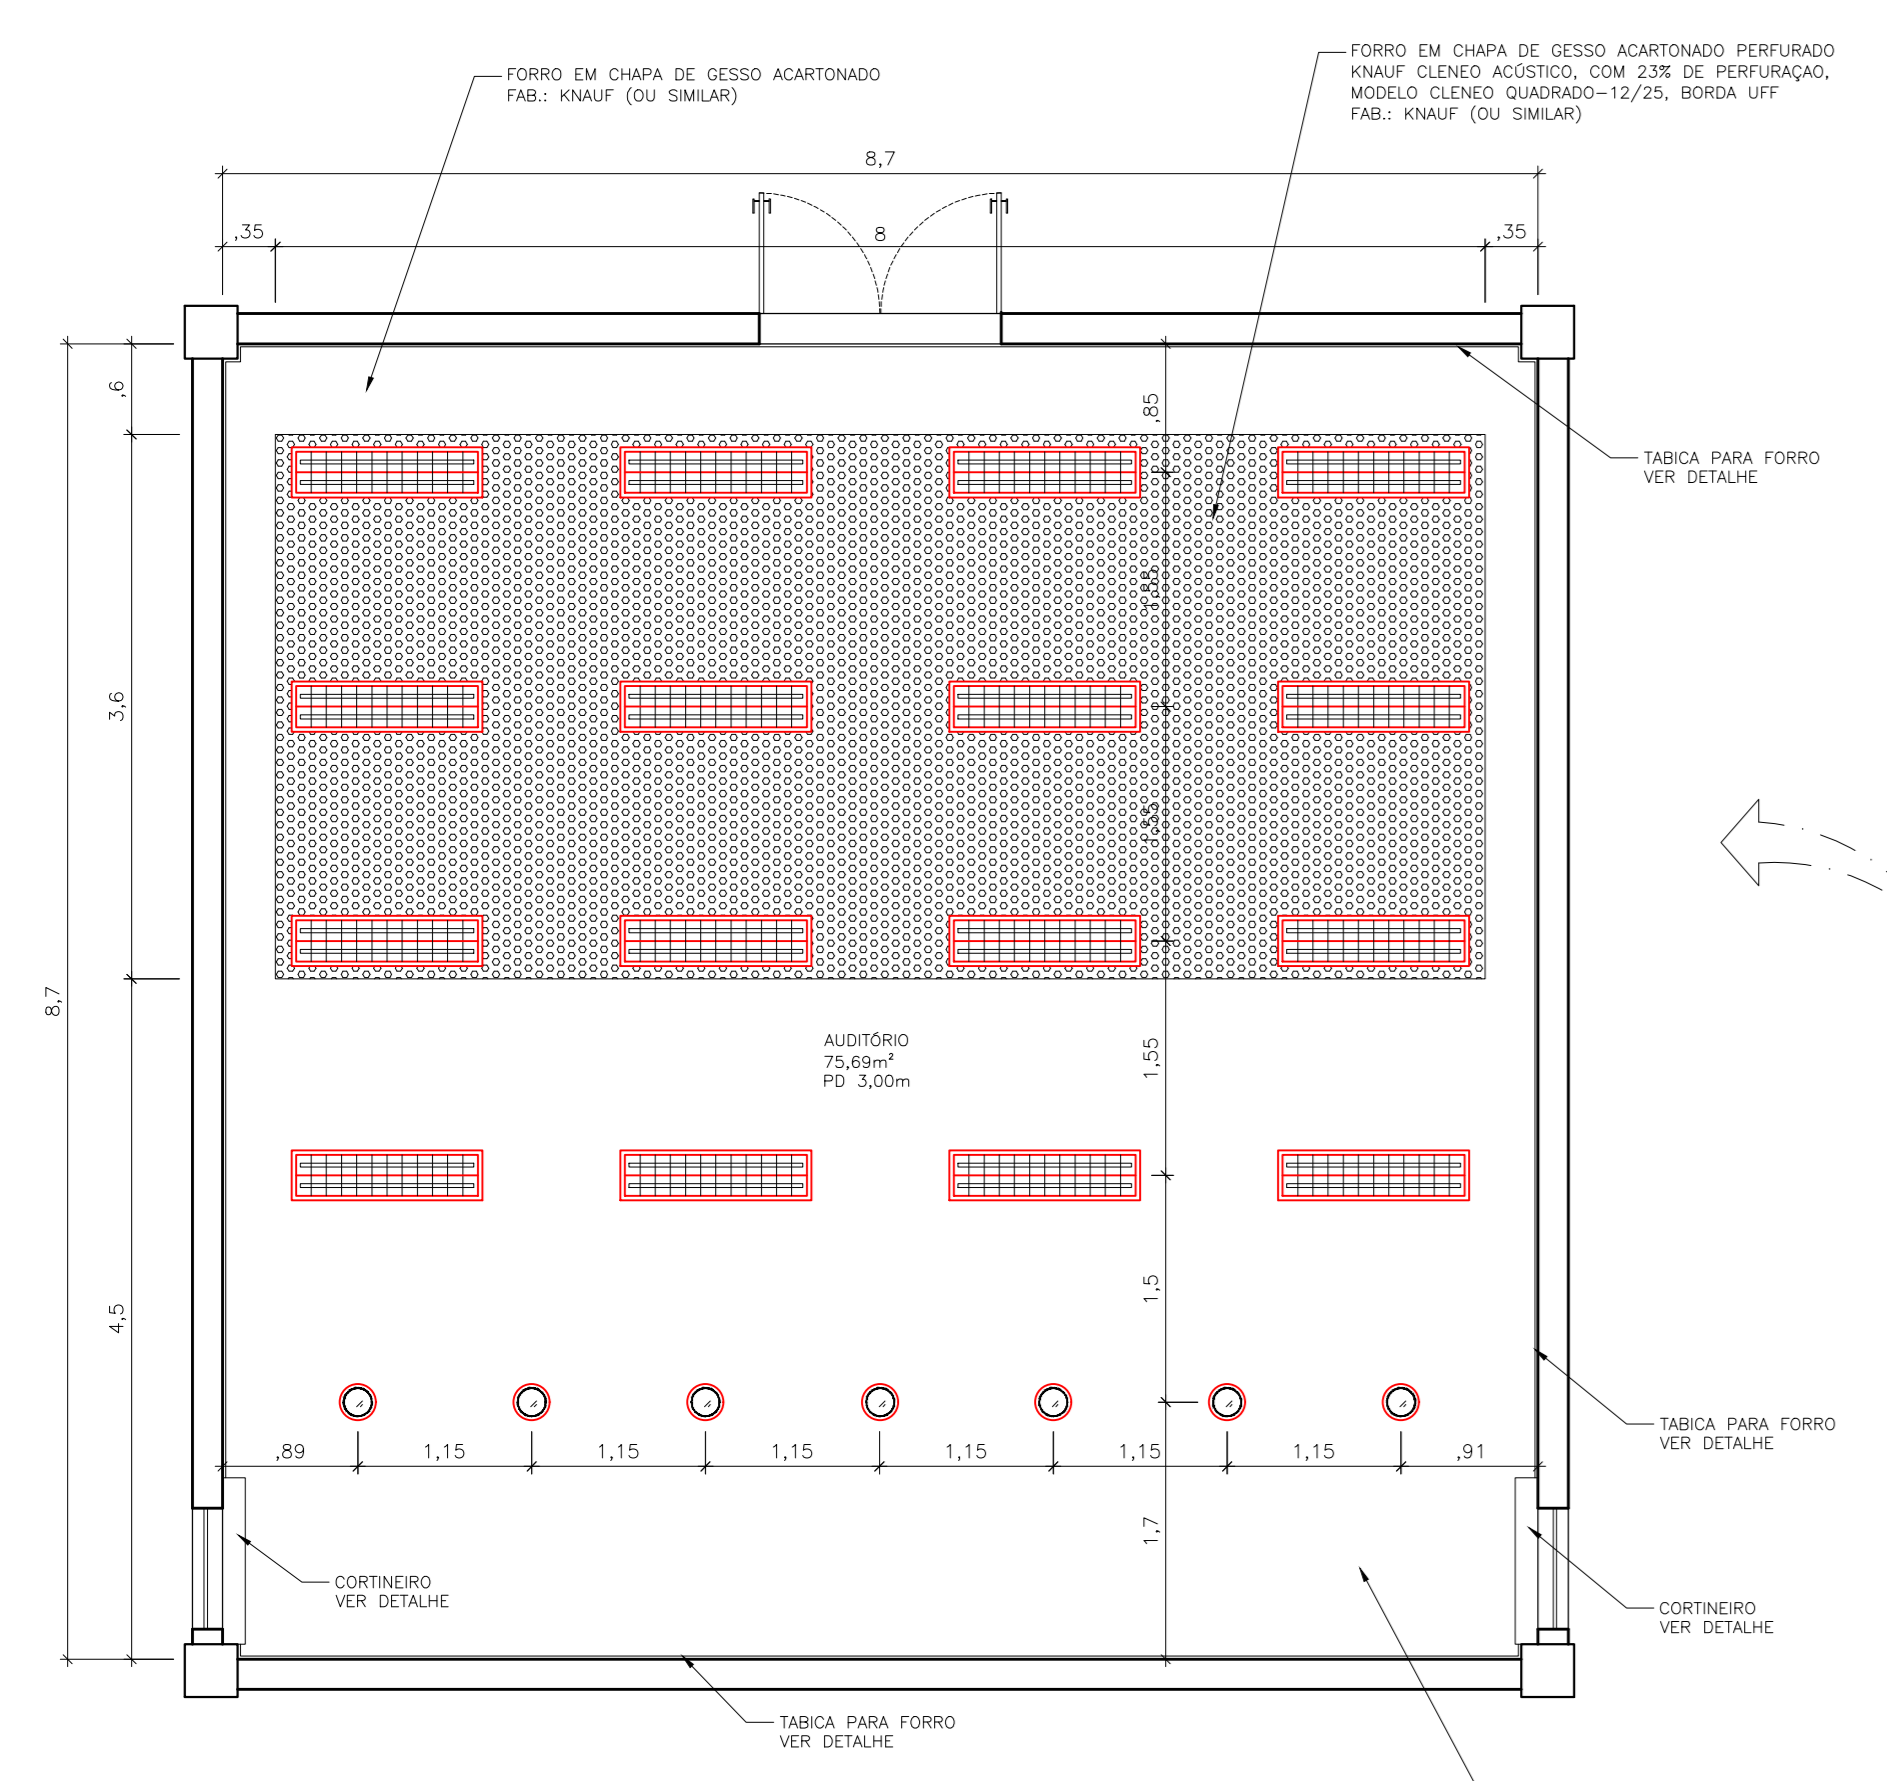 FORRO EM CHAPA DE GESSO ACARTONADO
FAB.: KNAUF (OU SIMILAR)
FORRO EM CHAPA DE GESSO ACARTONADO PERFURADO
KNAUF CLENEO ACÚSTICO, COM 23% DE PERFURAÇAO,
MODELO CLENEO QUADRADO-12/25, BORDA UFF
FAB.: KNAUF (OU SIMILAR)
8,7
,35
8
,35
,6
,85
TABICA PARA FORRO
VER DETALHE
1,55
3,6
1,55
8,7
AUDITÓRIO
75,69m²
PD 3,00m
1,55
4,5
1,5
,89
1,15
1,15
1,15
1,15
1,15
1,15
,91
TABICA PARA FORRO
VER DETALHE
1,7
CORTINEIRO
VER DETALHE
CORTINEIRO
VER DETALHE
TABICA PARA FORRO
VER DETALHE